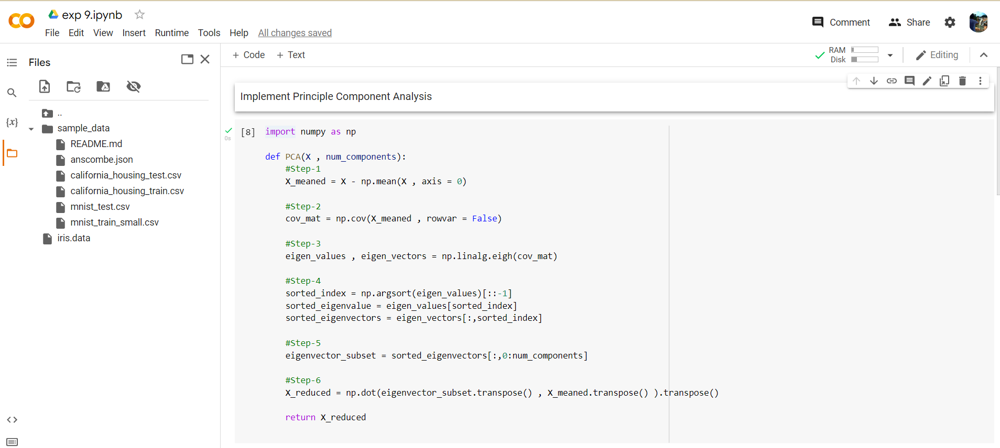 exp 9.ipynb
File Edit View Insert Runtime Tools Help All changes saved
Comment Share
Files
+ Code + Text
RAM
Disk
Editing
..
sample_data
README.md
anscombe.json
california_housing_test.csv
california_housing_train.csv
mnist_test.csv
mnist_train_small.csv
iris.data
{x}
Implement Principle Component Analysis
0s
[8] import numpy as np
def PCA(X , num_components):
#Step-1
X_meaned = X - np.mean(X , axis = 0)
#Step-2
cov_mat = np.cov(X_meaned , rowvar = False)
#Step-3
eigen_values , eigen_vectors = np.linalg.eigh(cov_mat)
#Step-4
sorted_index = np.argsort(eigen_values)[::-1]
sorted_eigenvalue = eigen_values[sorted_index]
sorted_eigenvectors = eigen_vectors[:,sorted_index]
#Step-5
eigenvector_subset = sorted_eigenvectors[:,0:num_components]
#Step-6
X_reduced = np.dot(eigenvector_subset.transpose() , X_meaned.transpose() ).transpose()
return X_reduced